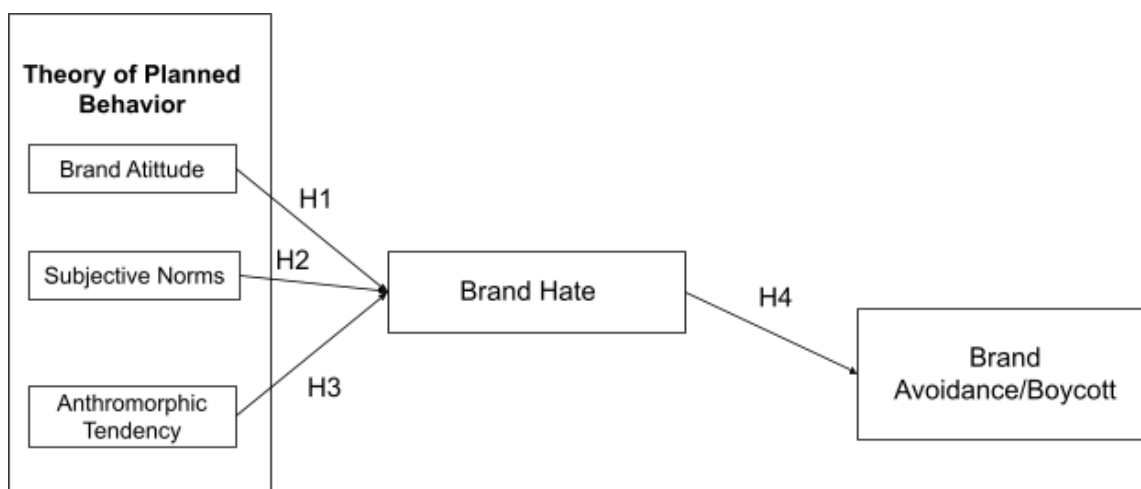 Theory of Planned
Behavior
Brand Atittude
H1
Subjective Norms
H2
Brand Hate
H4
Brand
Avoidance/Boycott
H3
Anthromorphic
Tendency